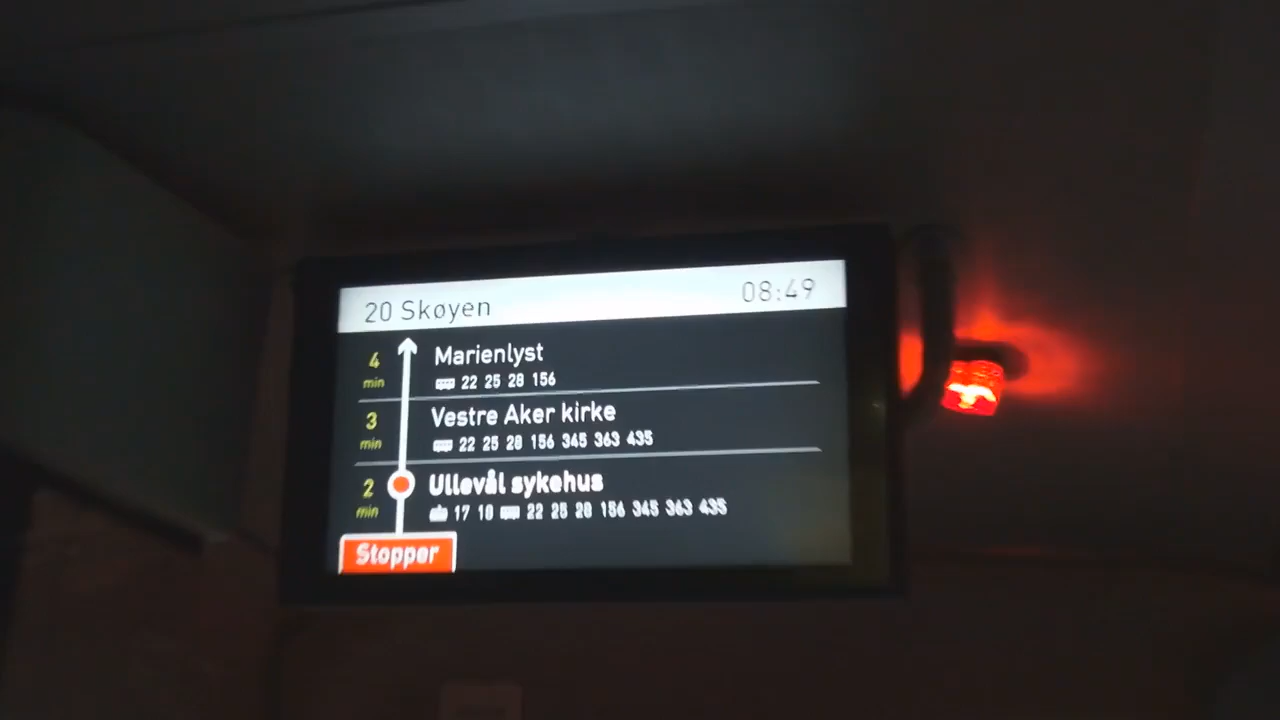 20 Skøyen 08:49
4 min Marienlyst
22 25 28 156
3 min Vestre Aker kirke
22 25 28 156 345 363 435
2 min Ullevål sykehus
17 18 22 25 28 156 345 363 435
Stopper